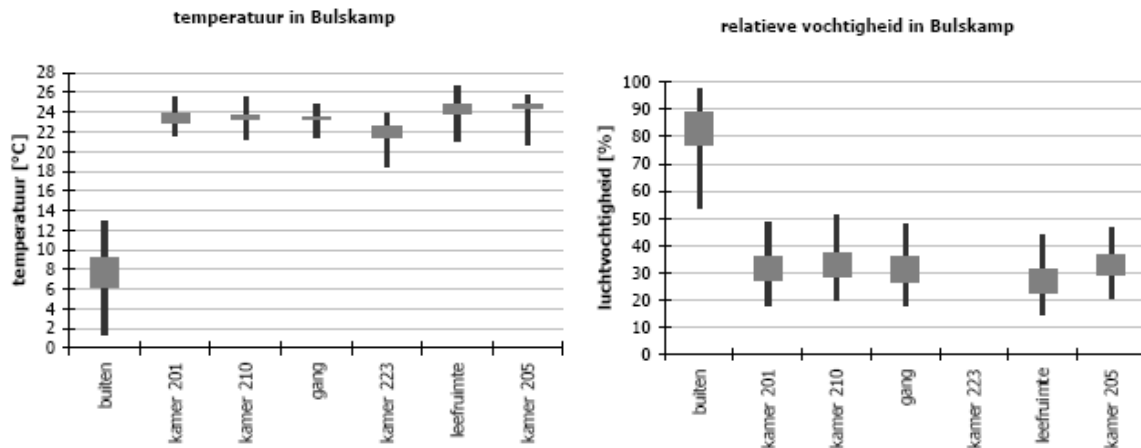 temperatuur in Bulskamp
temperatuur [°C]
28
26
24
22
20
18
16
14
12
10
8
6
4
2
0
buiten
kamer 201
kamer 210
gang
kamer 223
leefruimte
kamer 205
relatieve vochtigheid in Bulskamp
luchtvochtigheid [%]
100
90
80
70
60
50
40
30
20
10
0
buiten
kamer 201
kamer 210
gang
kamer 223
leefruimte
kamer 205